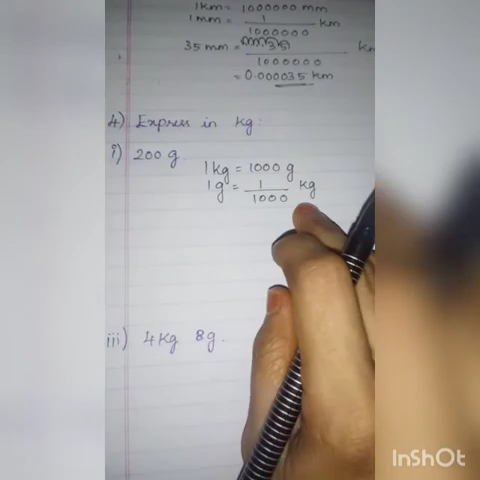 1km = 1000000 mm
1mm = 1/1000000 km
35 mm = 35/1000000 k
= 0.000035 km
4) Express in kg:
i) 200 g.
1kg = 1000 g
1g = 1/1000 kg
iii) 4kg 8g.
InShOt